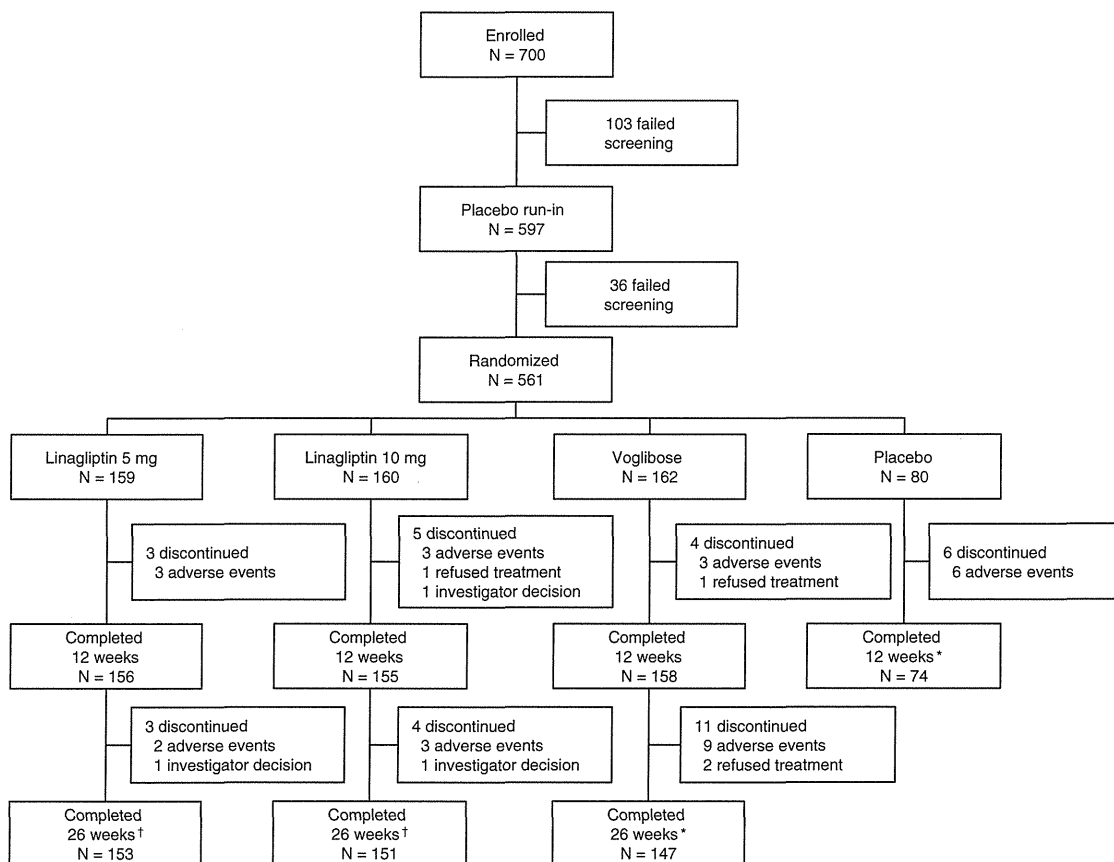 Enrolled
N = 700
103 failed
screening
Placebo run-in
N = 597
36 failed
screening
Randomized
N = 561
Linagliptin 5 mg
N = 159
Linagliptin 10 mg
N = 160
Voglibose
N = 162
Placebo
N = 80
3 discontinued
3 adverse events
5 discontinued
3 adverse events
1 refused treatment
1 investigator decision
4 discontinued
3 adverse events
1 refused treatment
6 discontinued
6 adverse events
Completed
12 weeks
N = 156
Completed
12 weeks
N = 155
Completed
12 weeks
N = 158
Completed
12 weeks*
N = 74
3 discontinued
2 adverse events
1 investigator decision
4 discontinued
3 adverse events
1 investigator decision
11 discontinued
9 adverse events
2 refused treatment
Completed
26 weeks†
N = 153
Completed
26 weeks†
N = 151
Completed
26 weeks*
N = 147